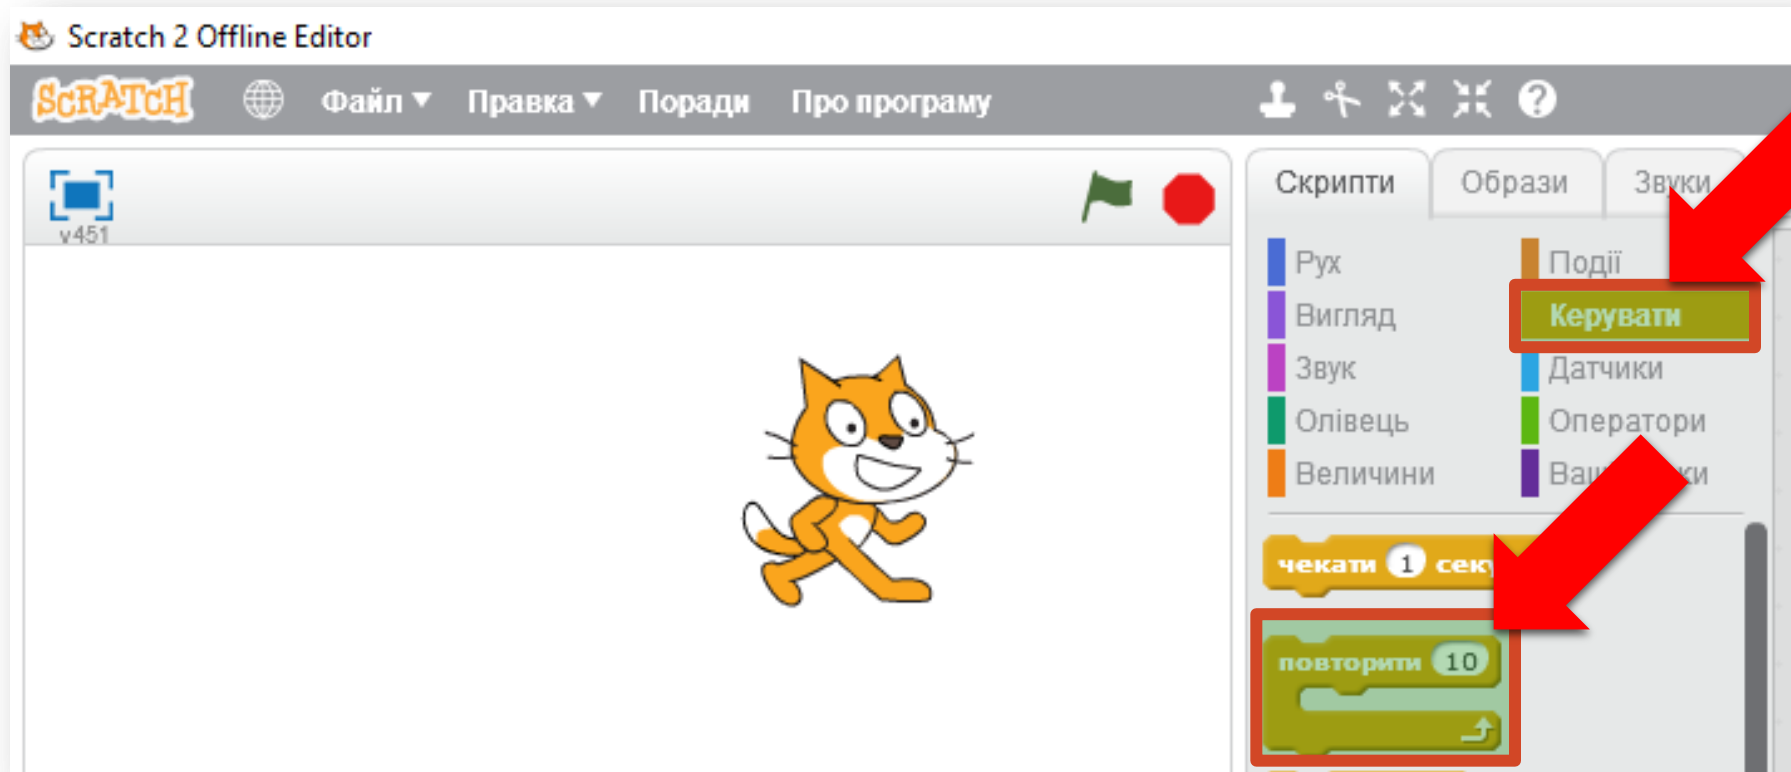 Scratch 2 Offline Editor
SCRATCH Файл Правка Поради Про програму
v451
Скрипти Образи Звуки
Рух Події
Вигляд Керувати
Звук Датчики
Олівець Оператори
Величини
чекати 1
повторити 10